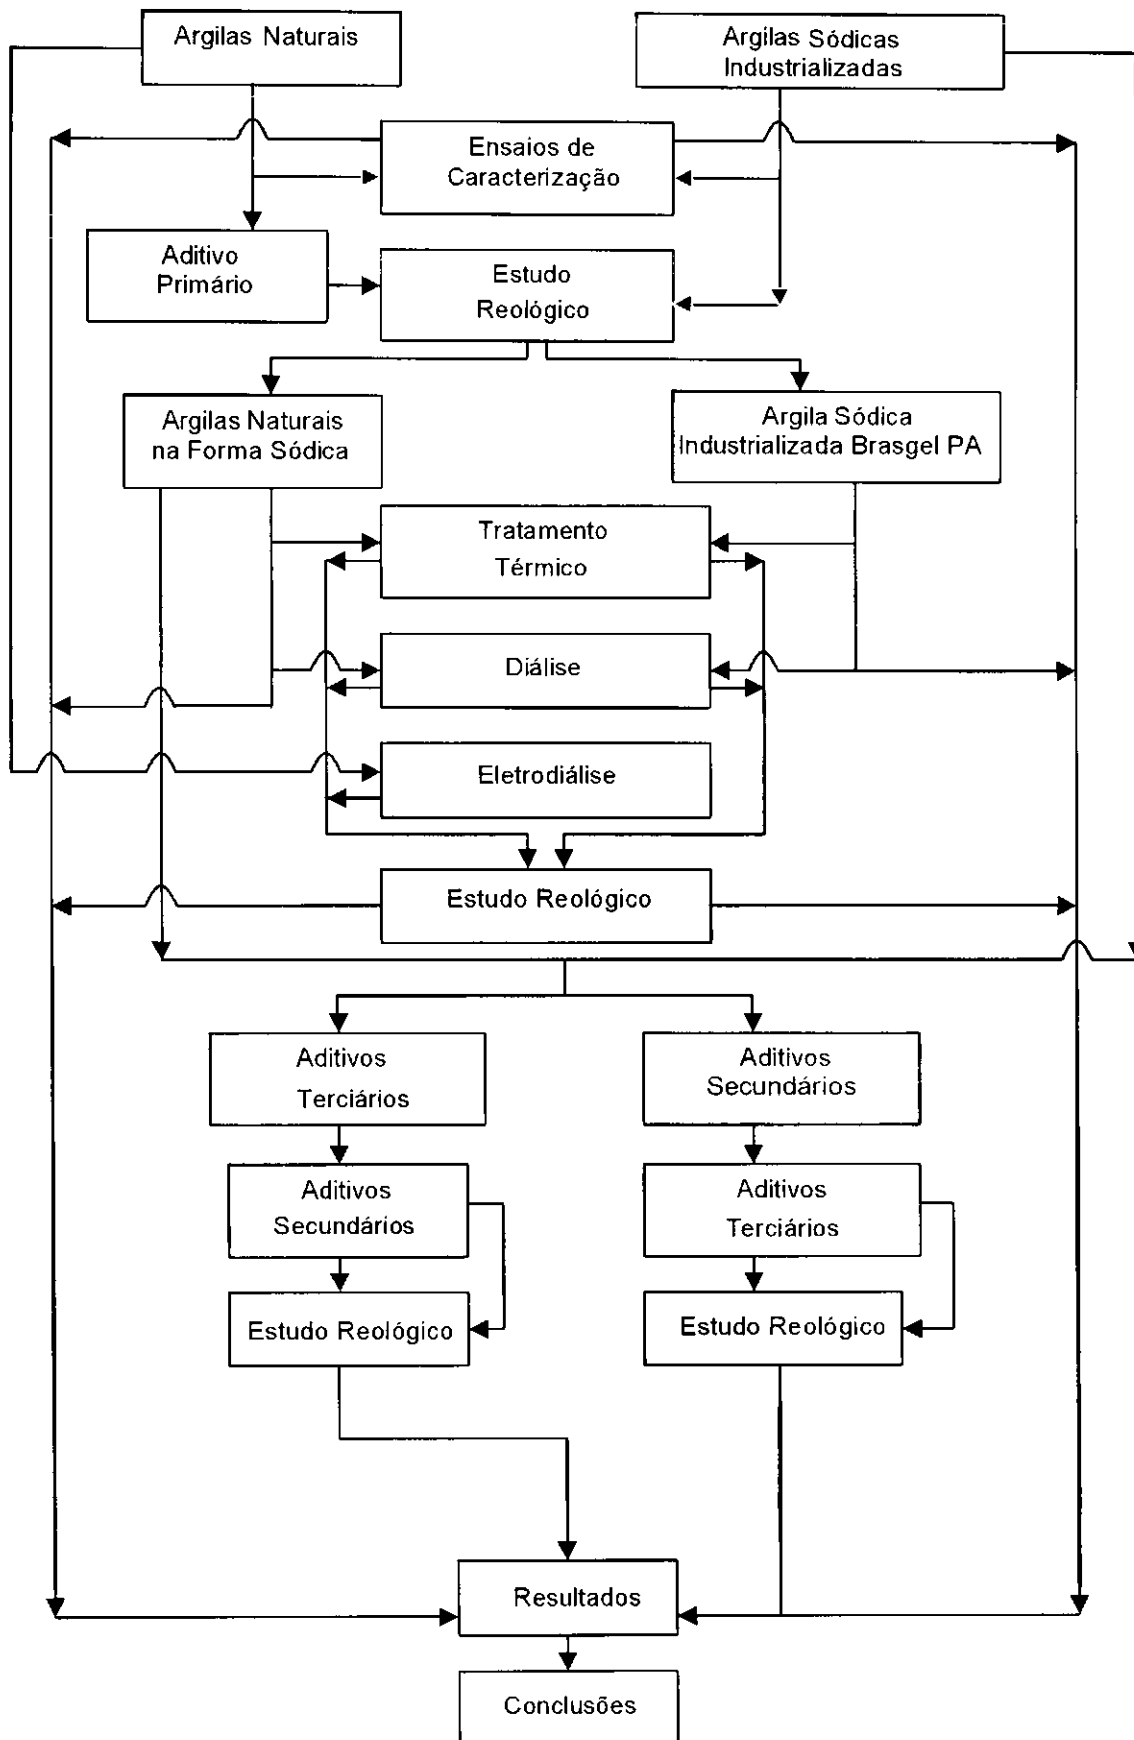 Argilas Naturais
Argilas Sódicas
Industrializadas
Ensaios de
Caracterização
Aditivo
Primário
Estudo
Reológico
Argilas Naturais
na Forma Sódica
Argila Sódica
Industrializada Brasgel PA
Tratamento
Térmico
Diálise
Eletrodiálise
Estudo Reológico
Aditivos
Terciários
Aditivos
Secundários
Aditivos
Secundários
Aditivos
Terciários
Estudo Reológico
Estudo Reológico
Resultados
Conclusões